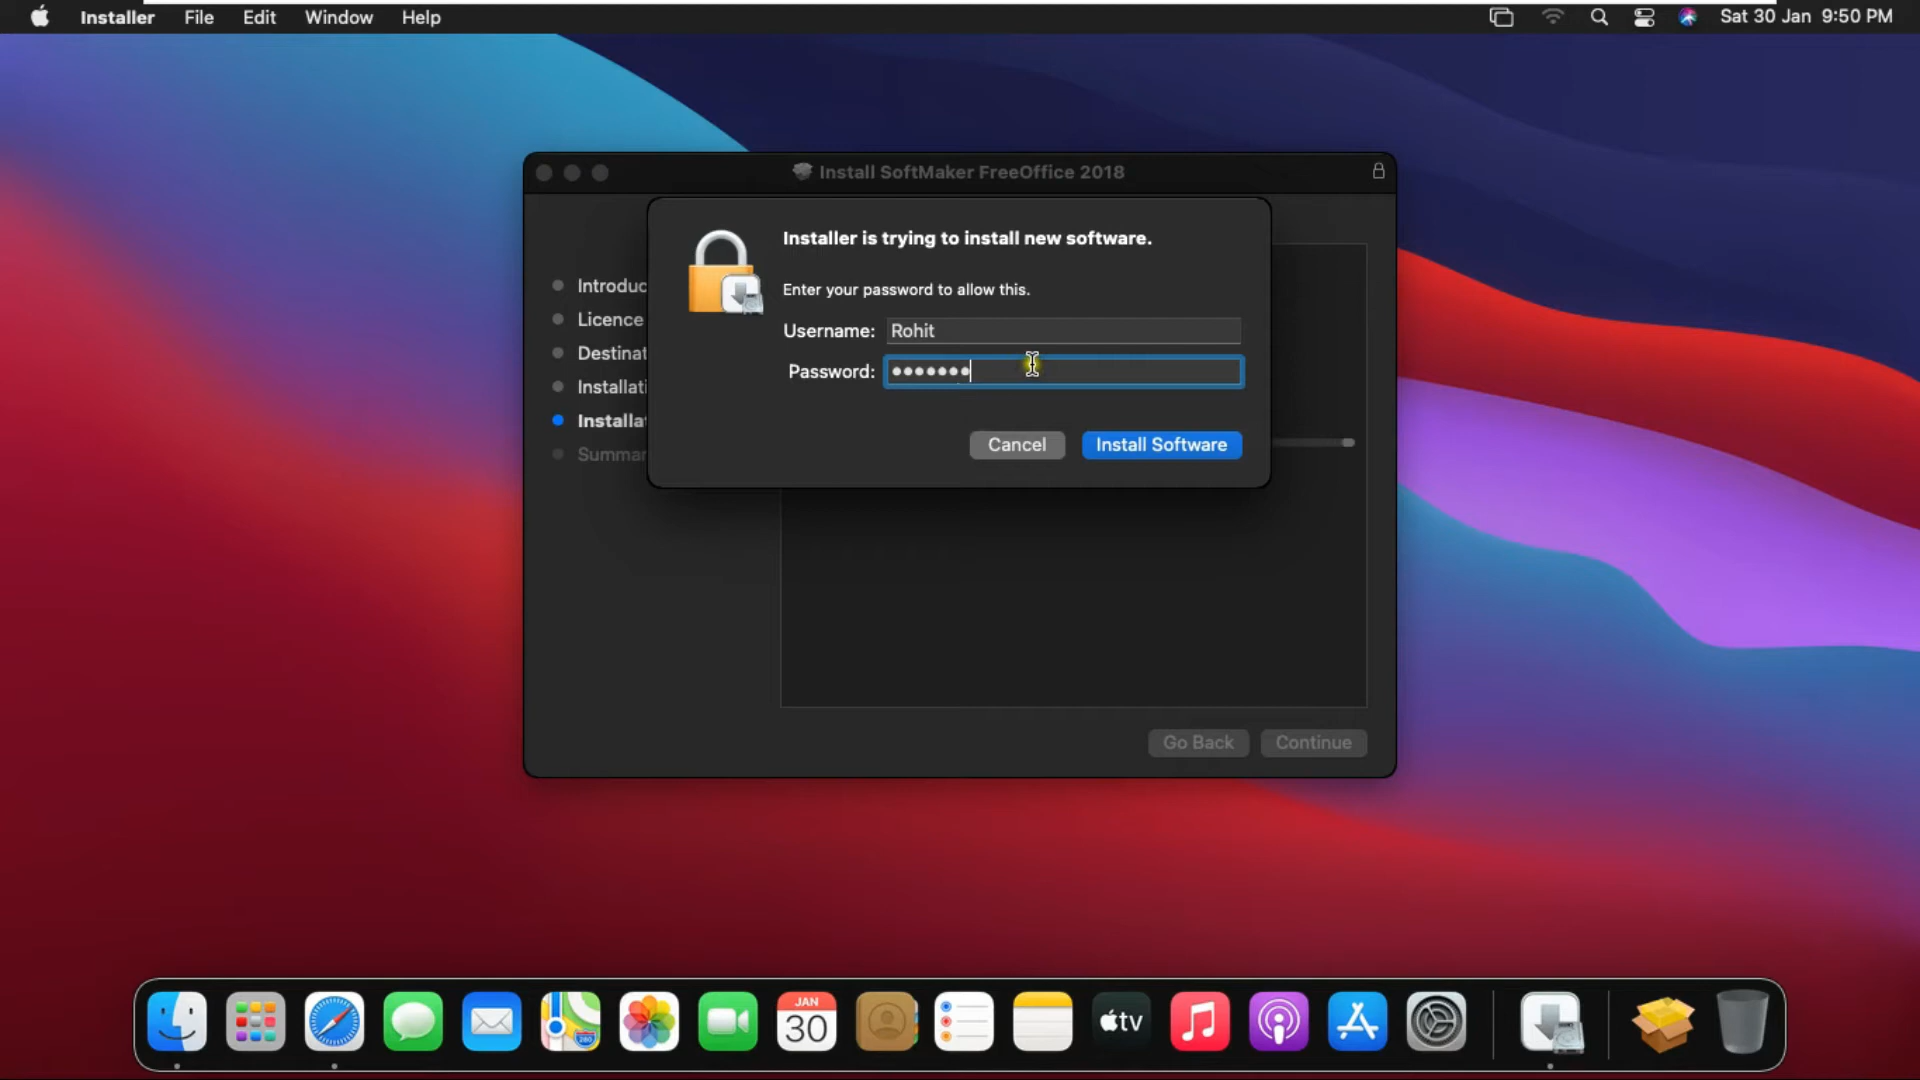 Installer File Edit Window Help Sat 30 Jan 9:50 PM
Install SoftMaker FreeOffice 2018
Installer is trying to install new software.
Enter your password to allow this.
Username: Rohit
Password: •••••••
Cancel Install Software
Introduc
Licence
Destinat
Installati
Installa
Summar
Go Back Continue
JAN
30
280
tv